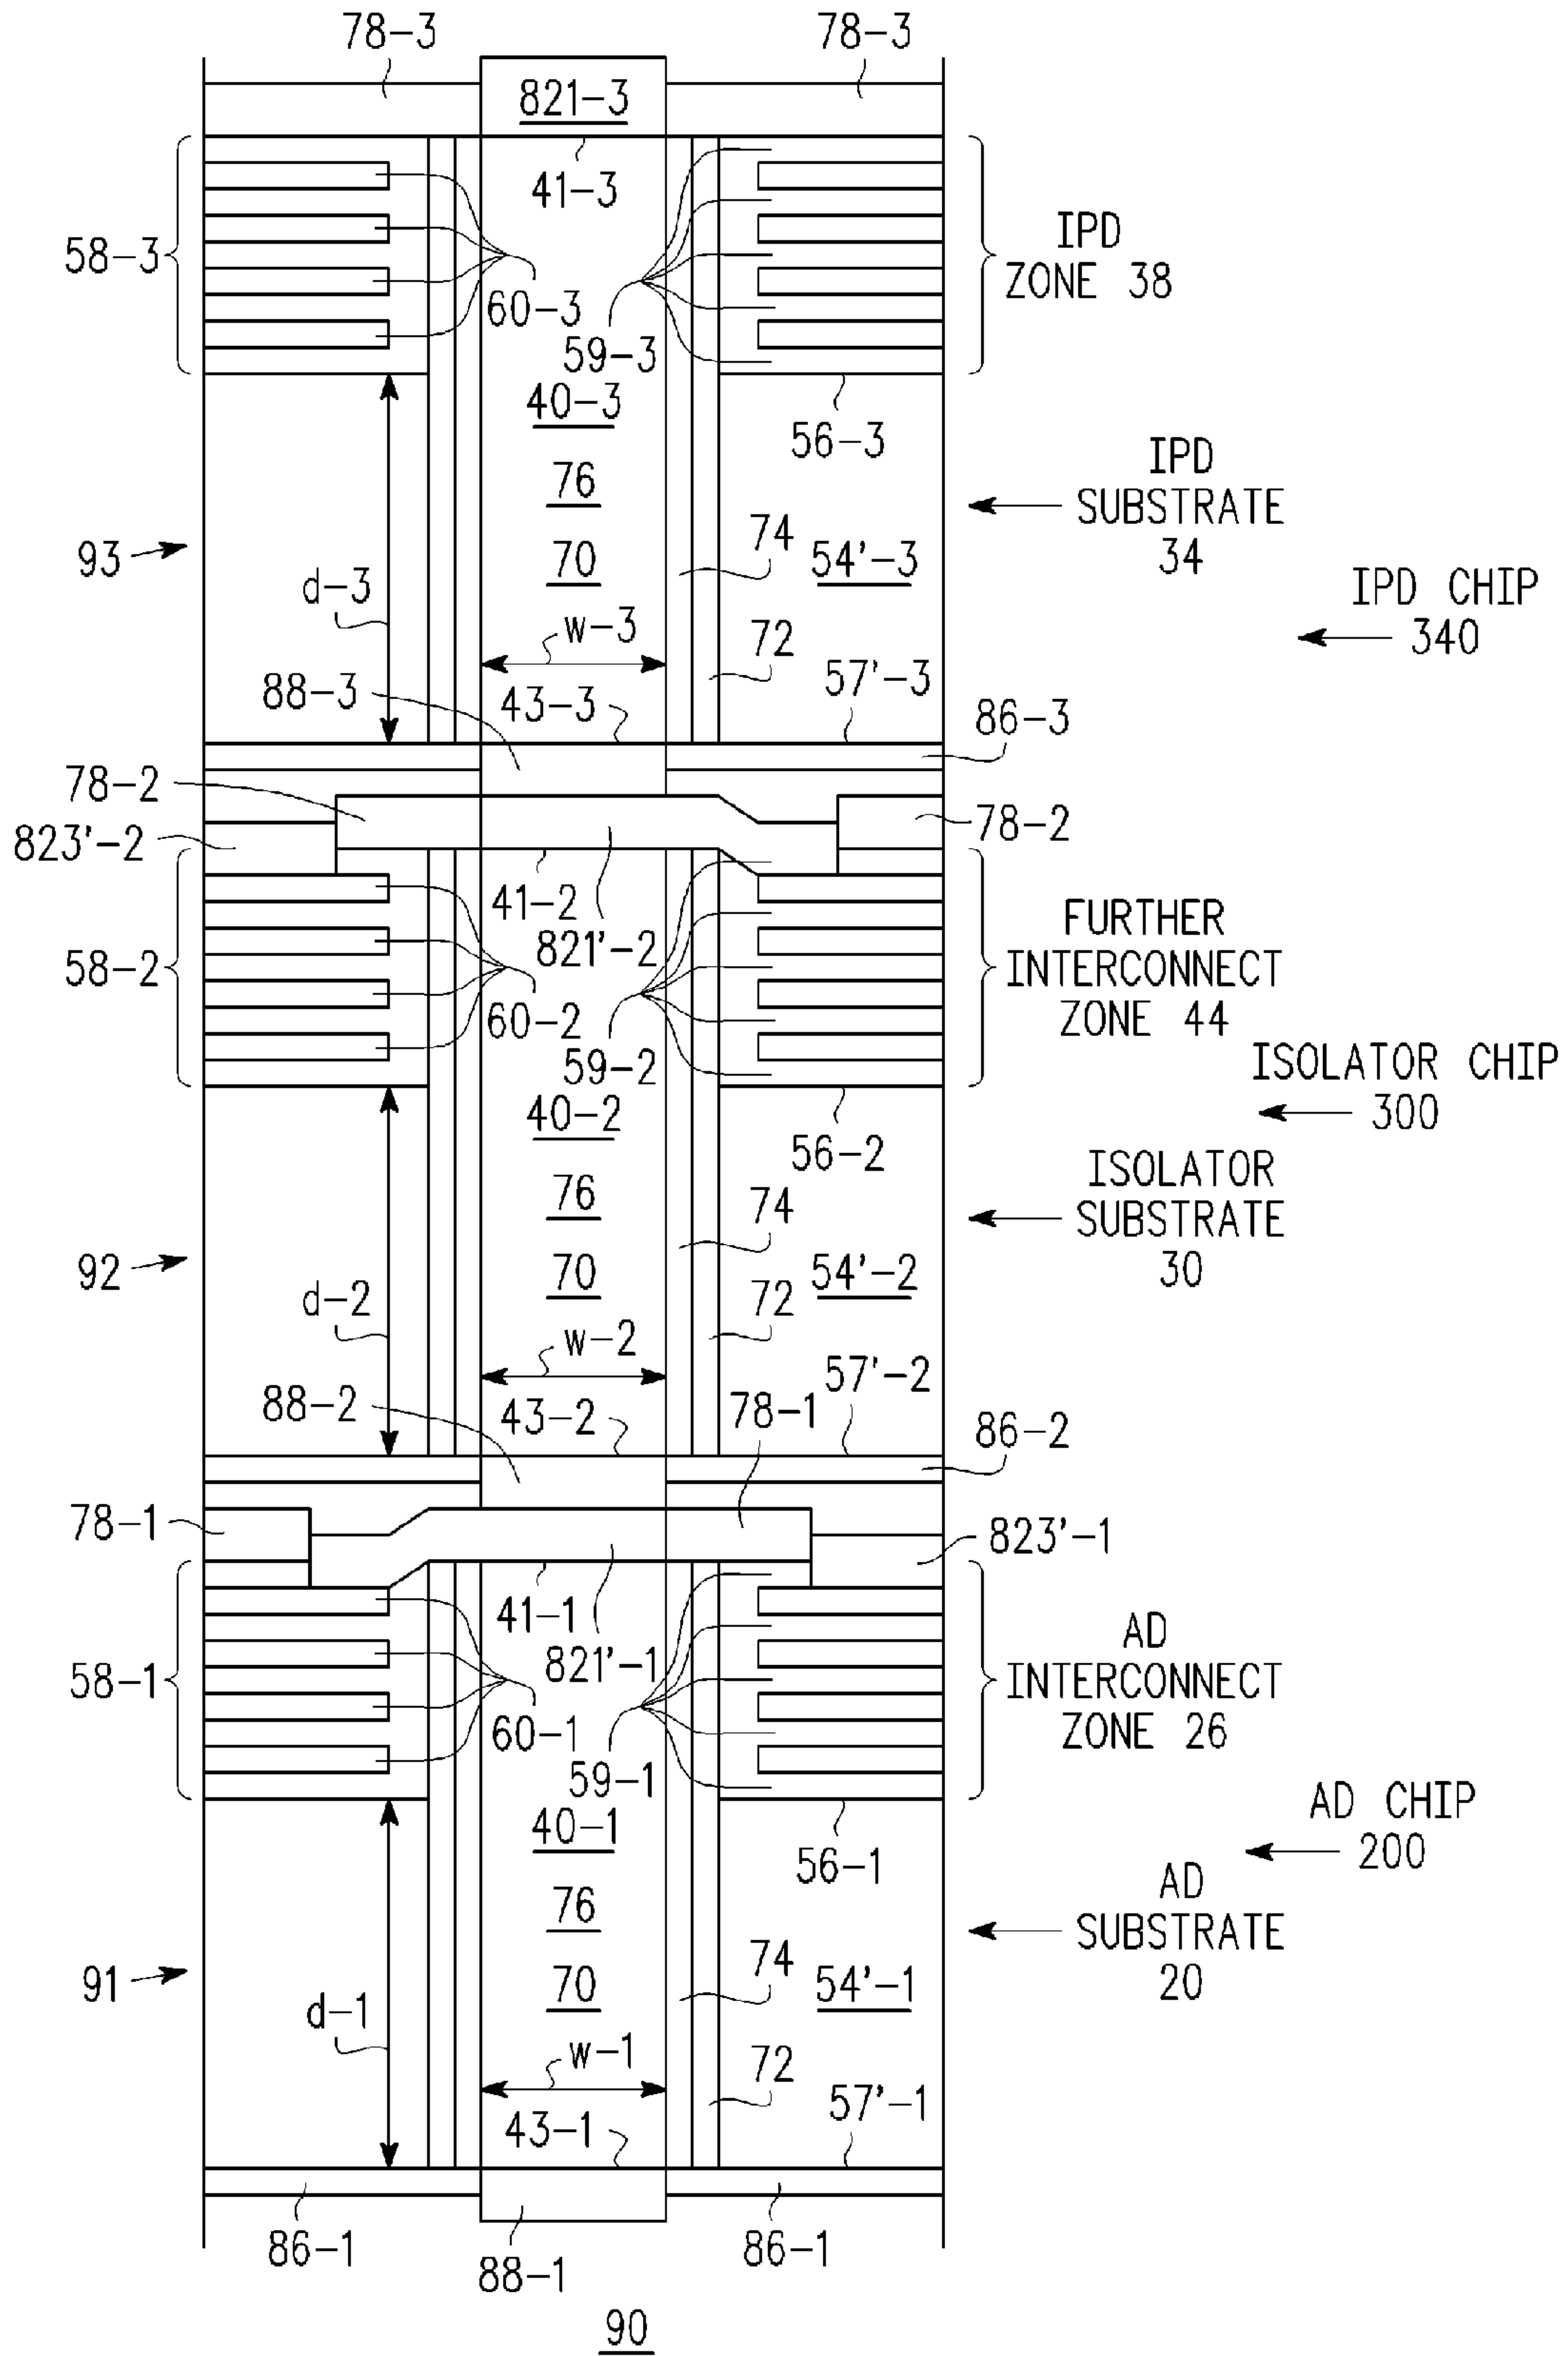 78-3
78-3
821-3
41-3
58-3
60-3
59-3
IPD
ZONE 38
40-3
56-3
76
IPD
SUBSTRATE
34
74
93
70
54'-3
d-3
w-3
72
IPD CHIP
340
88-3
43-3
57'-3
86-3
78-2
823'-2
78-2
41-2
821'-2
58-2
60-2
59-2
FURTHER
INTERCONNECT
ZONE 44
40-2
56-2
ISOLATOR CHIP
300
76
74
ISOLATOR
SUBSTRATE
30
92
70
54'-2
d-2
w-2
72
88-2
43-2
78-1
57'-2
86-2
78-1
823'-1
41-1
821'-1
58-1
60-1
59-1
AD
INTERCONNECT
ZONE 26
40-1
56-1
AD CHIP
200
76
74
AD
SUBSTRATE
20
91
70
54'-1
d-1
w-1
72
43-1
57'-1
86-1
88-1
86-1
90